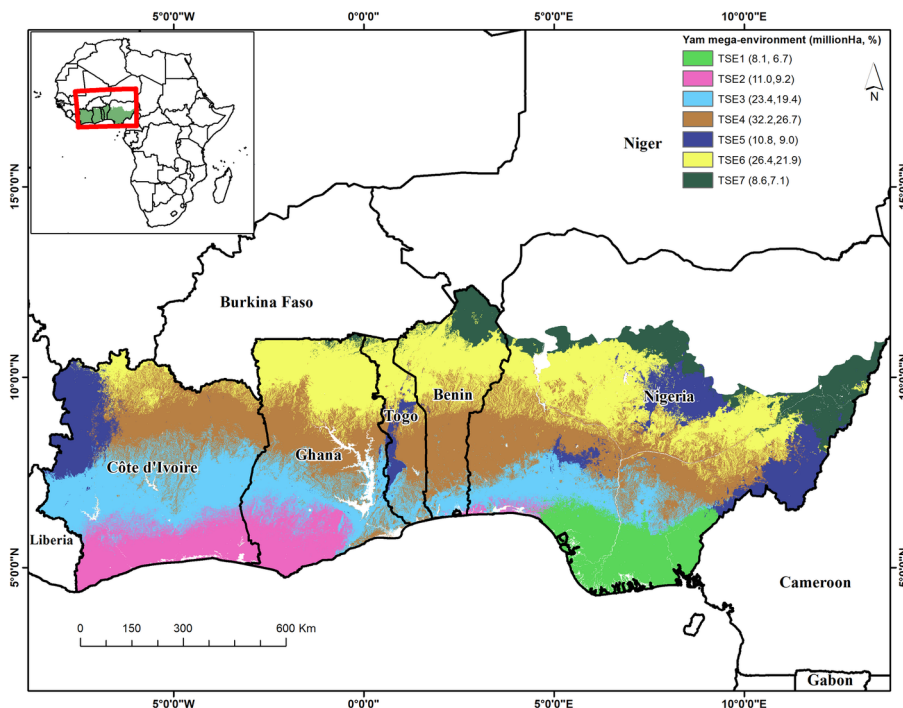 Yam mega-environment (millionHa, %)
TSE1 (8.1, 6.7)
TSE2 (11.0,9.2)
TSE3 (23.4,19.4)
TSE4 (32.2,26.7)
TSE5 (10.8, 9.0)
TSE6 (26.4,21.9)
TSE7 (8.6,7.1)
N
5°0'0"W
0°0'0"
5°0'0"E
10°0'0"E
15°0'0"N
10°0'0"N
5°0'0"N
Niger
Burkina Faso
Benin
Nigeria
Togo
Ghana
Côte d'Ivoire
Liberia
Cameroon
Gabon
0 150 300 600 Km
15°0'0"N
10°0'0"N
5°0'0"N
5°0'0"W
0°0'0"
5°0'0"E
10°0'0"E